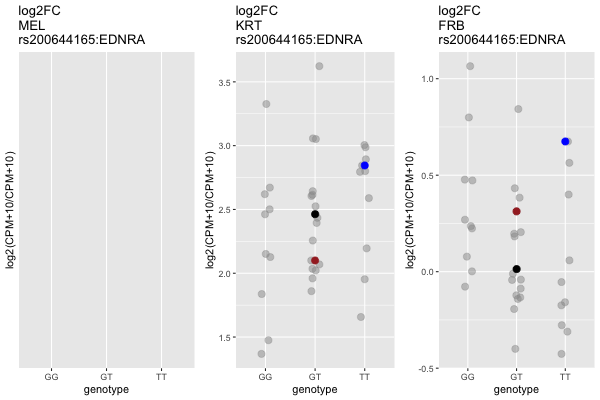 log2FC
MEL
rs200644165:EDNRA
log2(CPM+10/CPM+10)
GG GT TT
genotype
log2FC
KRT
rs200644165:EDNRA
log2(CPM+10/CPM+10)
3.5
3.0
2.5
2.0
1.5
GG GT TT
genotype
log2FC
FRB
rs200644165:EDNRA
log2(CPM+10/CPM+10)
1.0
0.5
0.0
-0.5
GG GT TT
genotype